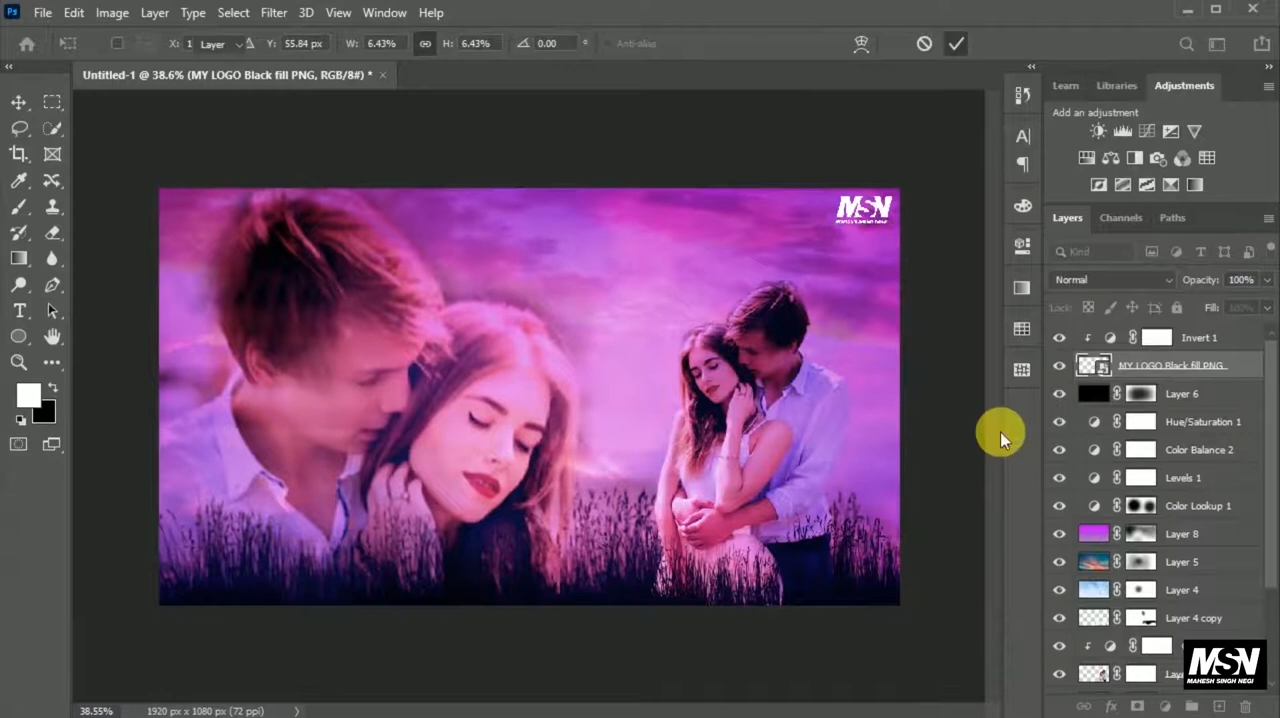 Ps File Edit Image Layer Type Select Filter 3D View Window Help
X: 1 Layer Y: 55.84 px W: 6.43% H: 6.43% 0.00 ° Anti-alias
Untitled-1 @ 38.6% (MY LOGO Black fill PNG, RGB/8#) * ×
Learn Libraries Adjustments
Add an adjustment
MSN
Layers Channels Paths
Kind
Normal Opacity: 100%
Lock: Fill: 100%
Invert 1
MY LOGO Black fill PNG
Layer 6
Hue/Saturation 1
Color Balance 2
Levels 1
Color Lookup 1
Layer 8
Layer 5
Layer 4
Layer 4 copy
MSN
MAHESH SINGH NEGI
38.55% 1920 px x 1080 px (72 ppi)